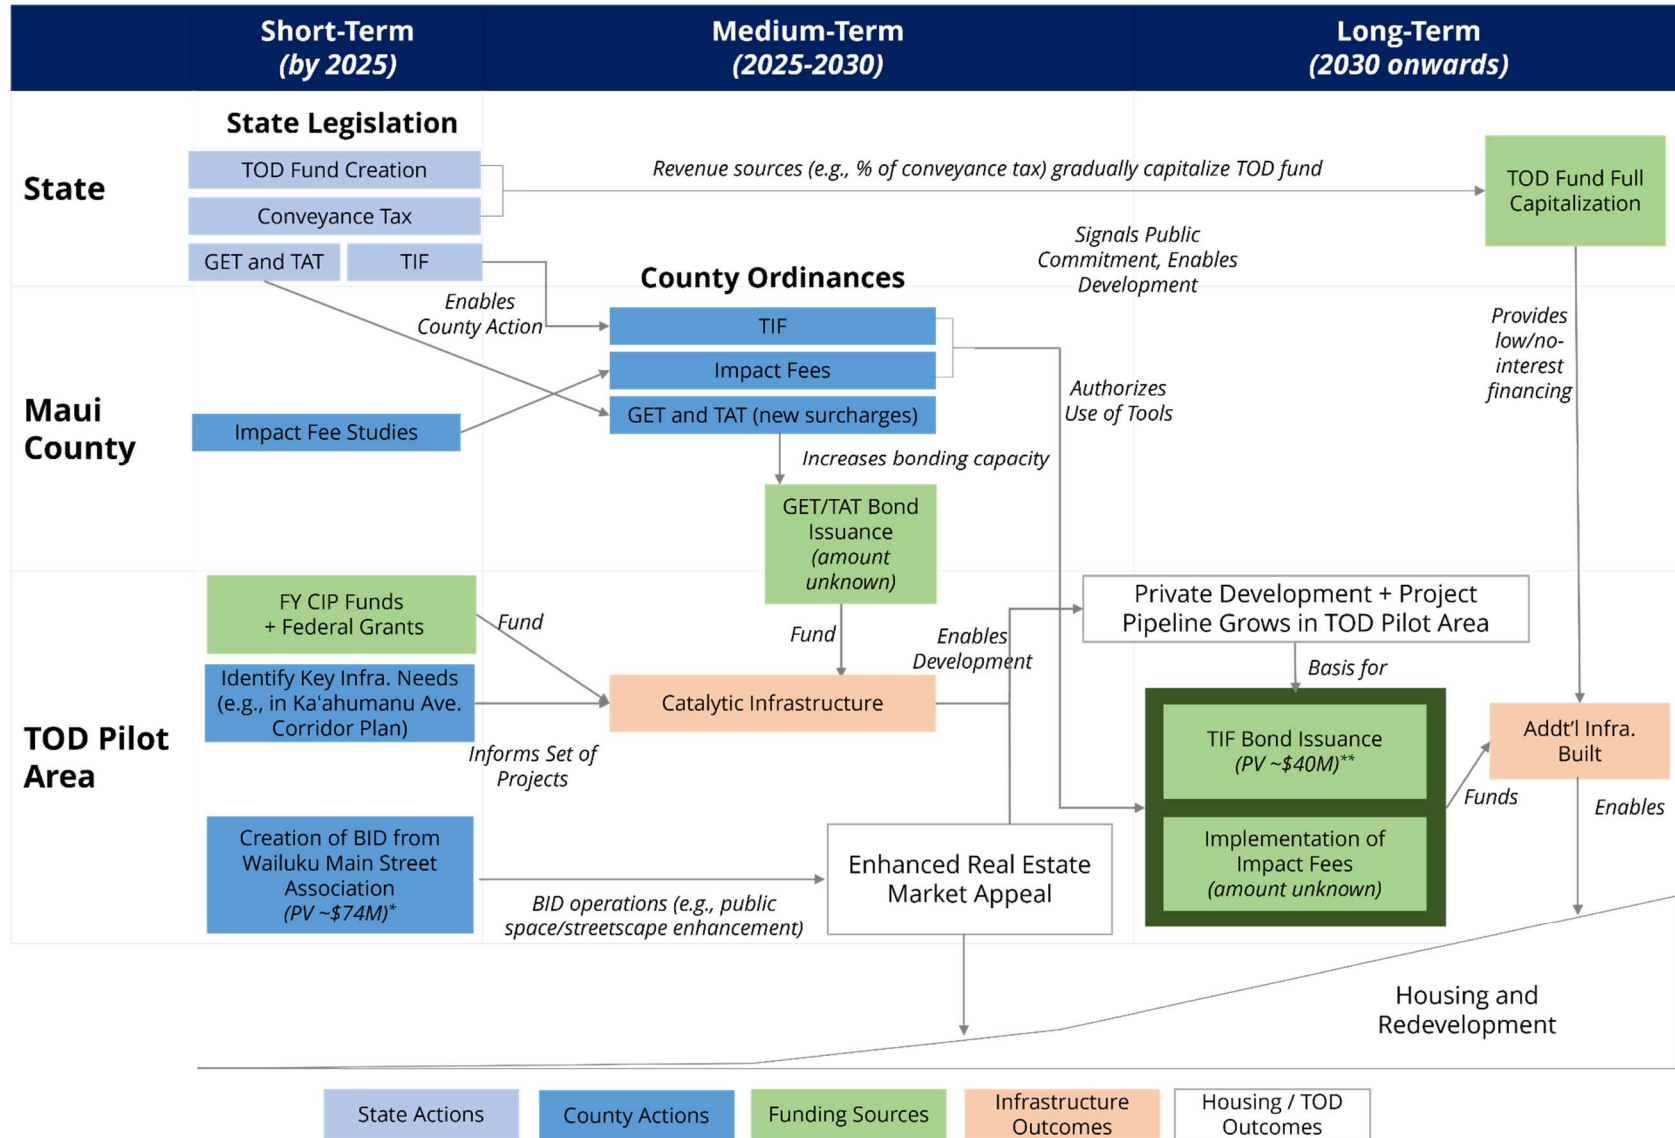 Short-Term
(by 2025)
Medium-Term
(2025-2030)
Long-Term
(2030 onwards)
State
State Legislation
TOD Fund Creation
Conveyance Tax
GET and TAT
TIF
Revenue sources (e.g., % of conveyance tax) gradually capitalize TOD fund
TOD Fund Full
Capitalization
Signals Public
Commitment, Enables
Development
Enables
County Action
Provides
low/no-
interest
financing
Maui
County
County Ordinances
TIF
Impact Fees
GET and TAT (new surcharges)
Impact Fee Studies
Authorizes
Use of Tools
Increases bonding capacity
GET/TAT Bond
Issuance
(amount
unknown)
TOD Pilot
Area
FY CIP Funds
+ Federal Grants
Fund
Identify Key Infra. Needs
(e.g., in Kaʻahumanu Ave.
Corridor Plan)
Informs Set of
Projects
Fund
Catalytic Infrastructure
Enables
Development
Private Development + Project
Pipeline Grows in TOD Pilot Area
Basis for
TIF Bond Issuance
(PV ~$40M)**
Implementation of
Impact Fees
(amount unknown)
Funds
Addt’l Infra.
Built
Enables
Creation of BID from
Wailuku Main Street
Association
(PV ~$74M)*
BID operations (e.g., public
space/streetscape enhancement)
Enhanced Real Estate
Market Appeal
Housing and
Redevelopment
State Actions
County Actions
Funding Sources
Infrastructure
Outcomes
Housing / TOD
Outcomes